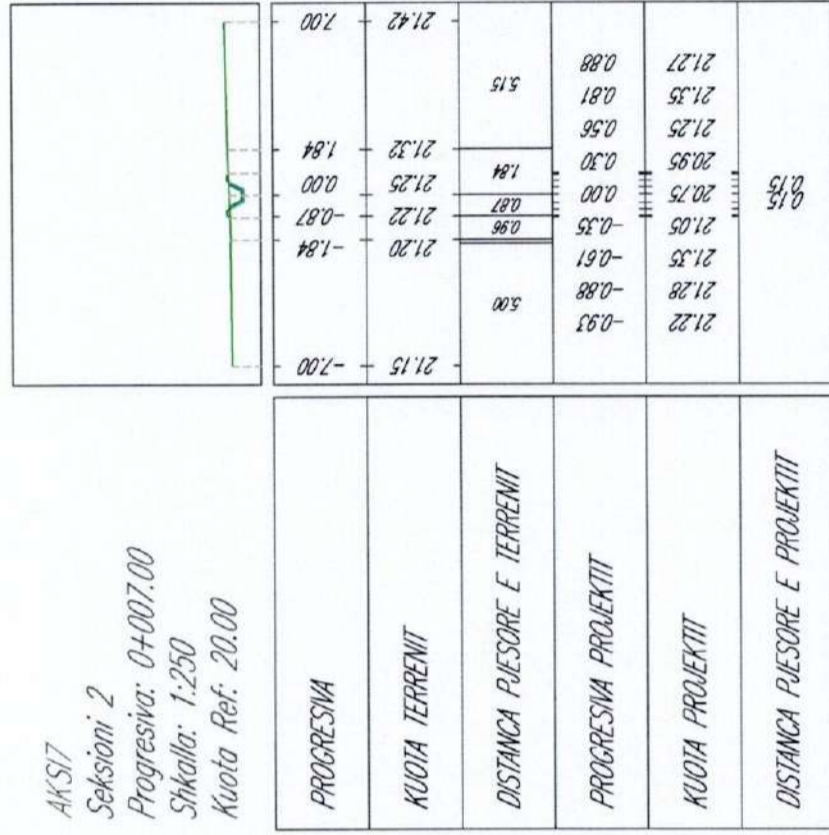 AKSI7
Seksioni 2
Progresiva: 0+007.00
Shkalla: 1:250
Kuota Ref: 20.00
PROGRESIVA
-7.00 -1.84 -0.87 0.00 1.84 7.00
KUOTA TERRENIT
21.15 21.20 21.22 21.25 21.32 21.42
DISTANCA PJESORE E TERRENIT
5.00 0.96 0.87 1.84 5.15
PROGRESIVA PROJEKTIT
-0.93 -0.88 -0.61 -0.35 0.00 0.30 0.56 0.81 0.88
KUOTA PROJEKTIT
21.22 21.28 21.35 21.05 20.75 20.95 21.25 21.35 21.27
DISTANCA PJESORE E PROJEKTIT
0.15 0.15